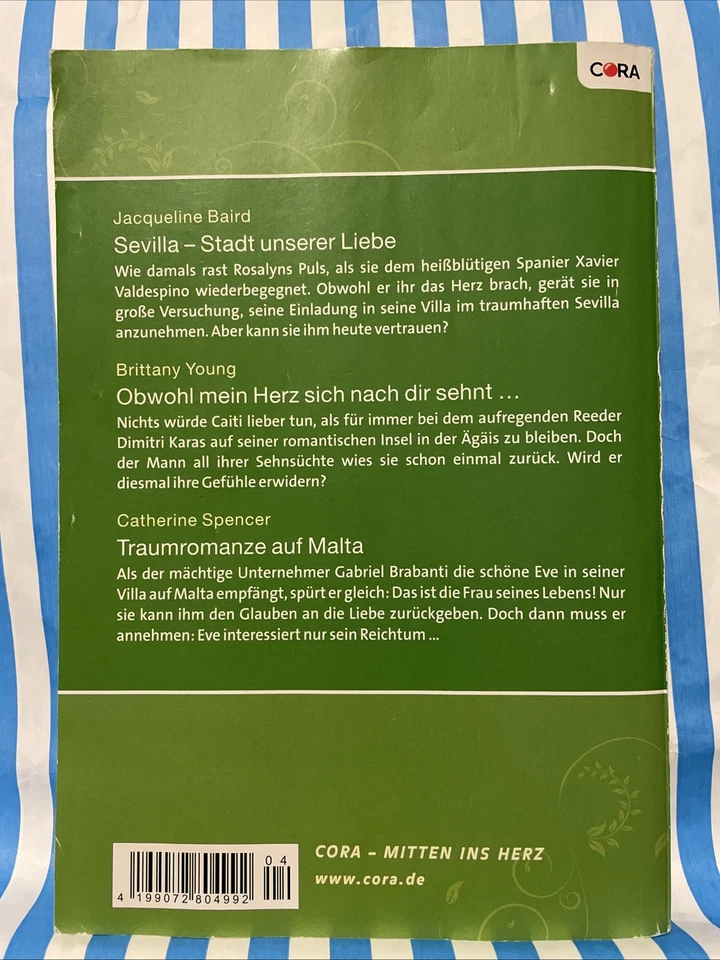 CORA
Jacqueline Baird
Sevilla – Stadt unserer Liebe
Wie damals rast Rosalyns Puls, als sie dem heißblütigen Spanier Xavier
Valdespino wiederbegegnet. Obwohl er ihr das Herz brach, gerät sie in
große Versuchung, seine Einladung in seine Villa im traumhaften Sevilla
anzunehmen. Aber kann sie ihm heute vertrauen?
Brittany Young
Obwohl mein Herz sich nach dir sehnt ...
Nichts würde Caiti lieber tun, als für immer bei dem aufregenden Reeder
Dimitri Karas auf seiner romantischen Insel in der Ägäis zu bleiben. Doch
der Mann all ihrer Sehnsüchte wies sie schon einmal zurück. Wird er
diesmal ihre Gefühle erwidern?
Catherine Spencer
Traumromanze auf Malta
Als der mächtige Unternehmer Gabriel Brabanti die schöne Eve in seiner
Villa auf Malta empfängt, spürt er gleich: Das ist die Frau seines Lebens! Nur
sie kann ihm den Glauben an die Liebe zurückgeben. Doch dann muss er
annehmen: Eve interessiert nur sein Reichtum ...
04
4 199072 804992
CORA – MITTEN INS HERZ
www.cora.de